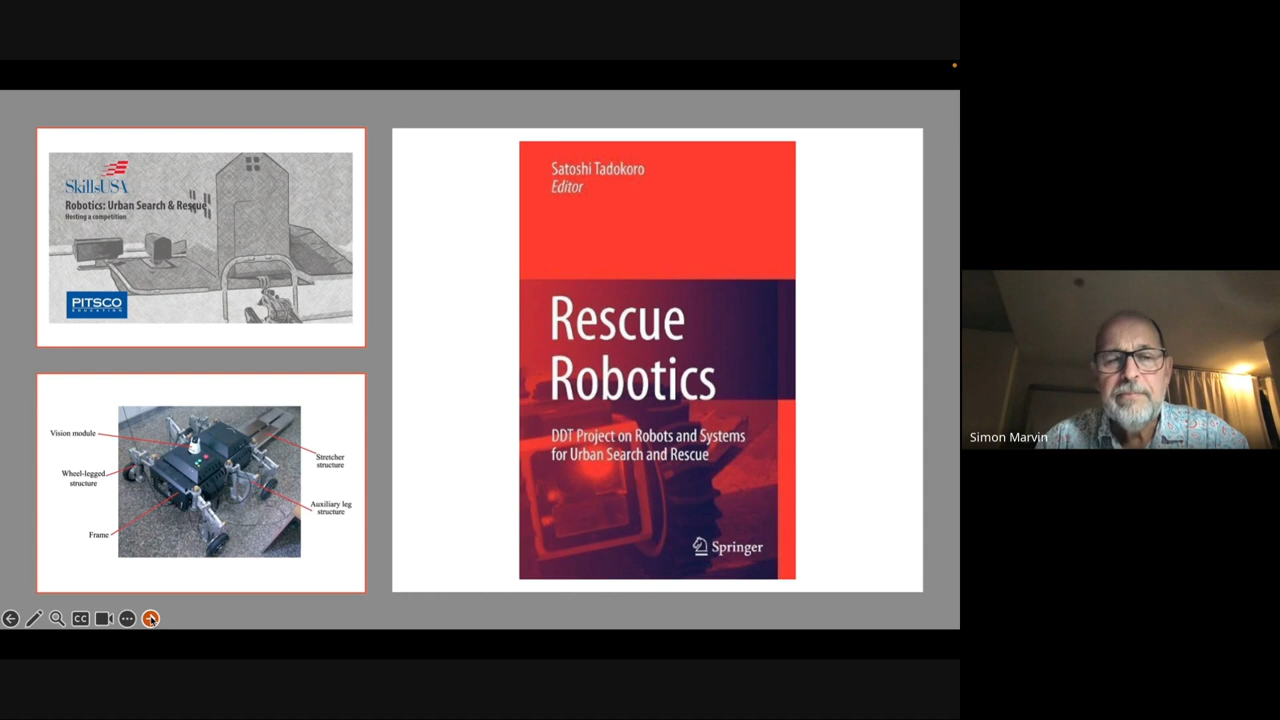 SkillsUSA
Robotics: Urban Search & Rescue
Hosting a competition
PITSCO
EDUCATION
Vision module
Wheel-legged
structure
Frame
Stretcher
structure
Auxiliary leg
structure
Satoshi Tadokoro
Editor
Rescue
Robotics
DDT Project on Robots and Systems
for Urban Search and Rescue
Springer
CC
Simon Marvin